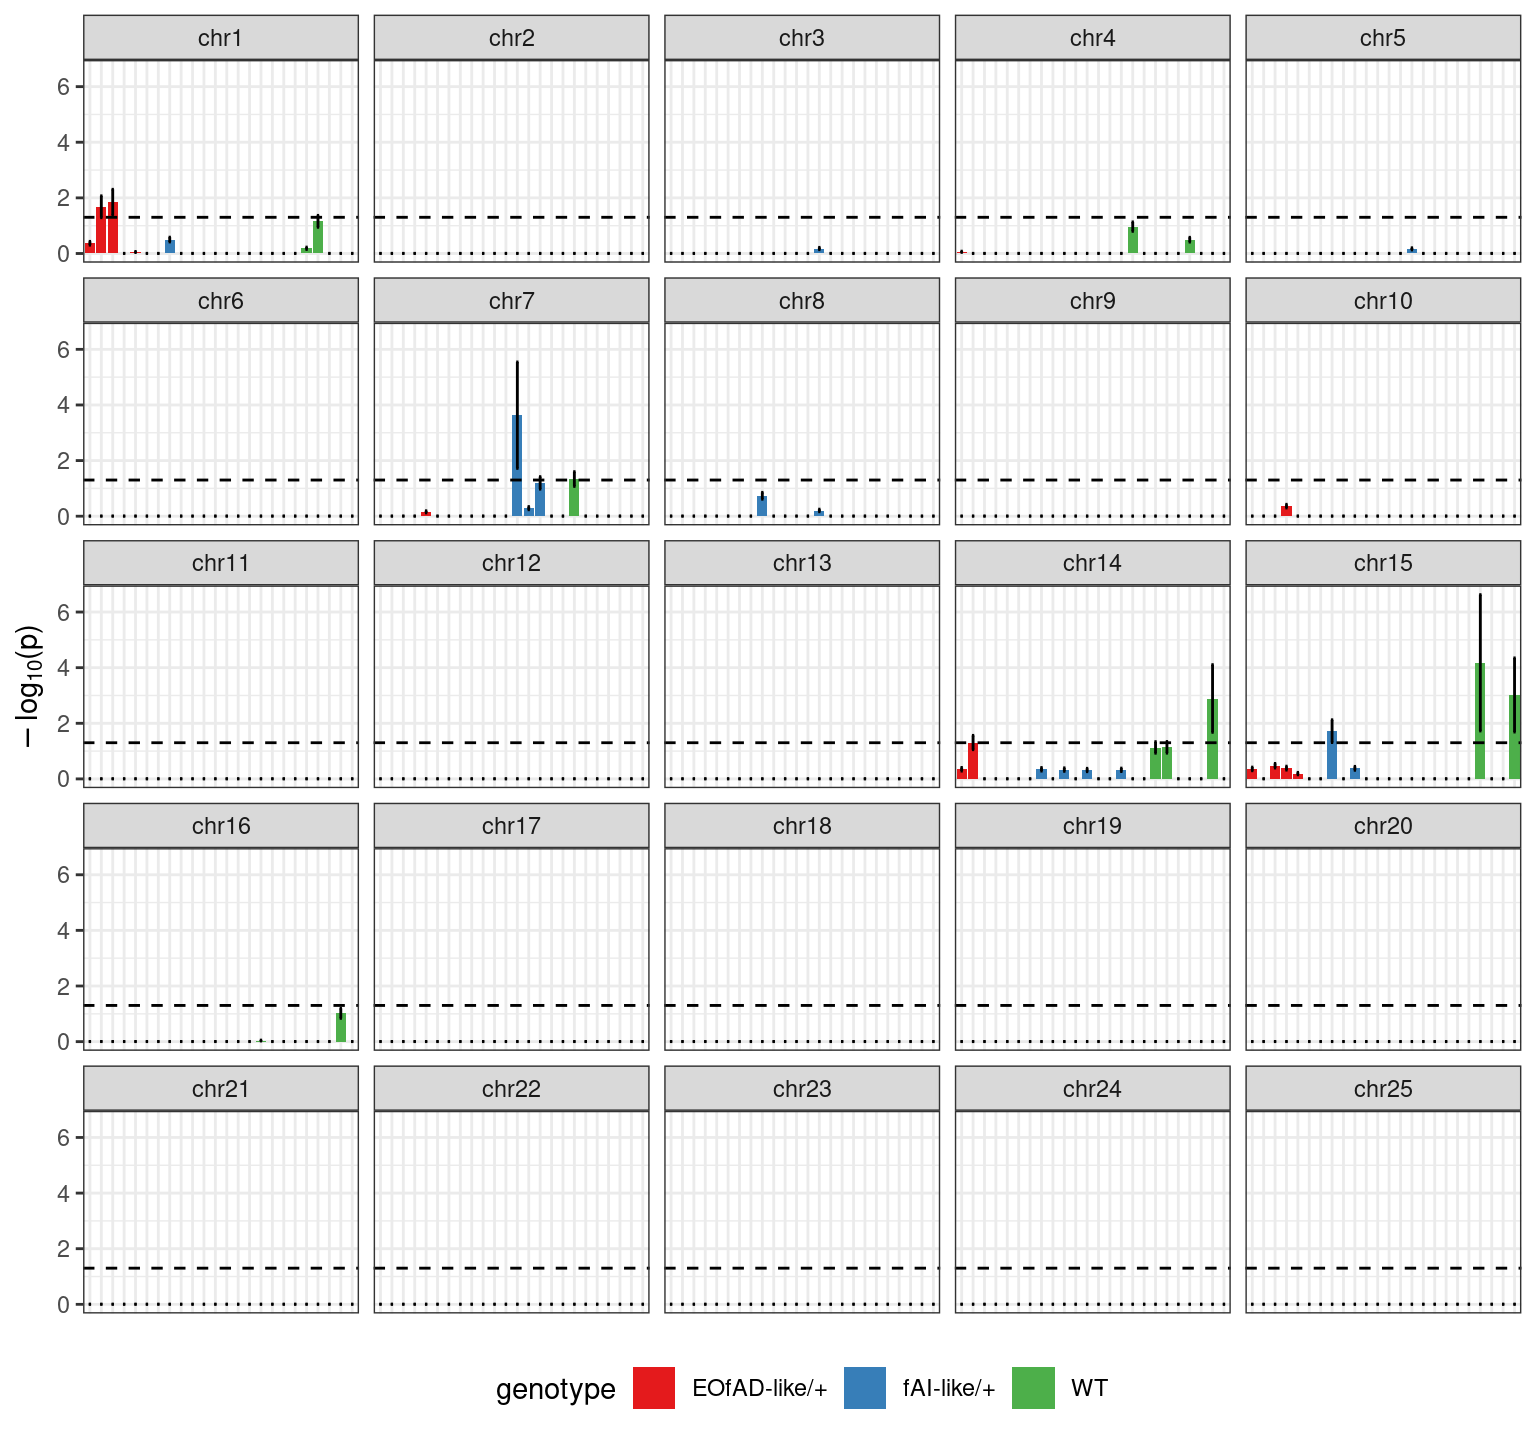 chr1 chr2 chr3 chr4 chr5
6
4
2
0
chr6 chr7 chr8 chr9 chr10
6
4
2
0
chr11 chr12 chr13 chr14 chr15
6
4
2
0
− log10(p)
chr16 chr17 chr18 chr19 chr20
6
4
2
0
chr21 chr22 chr23 chr24 chr25
6
4
2
0
genotype EOfAD-like/+ fAI-like/+ WT